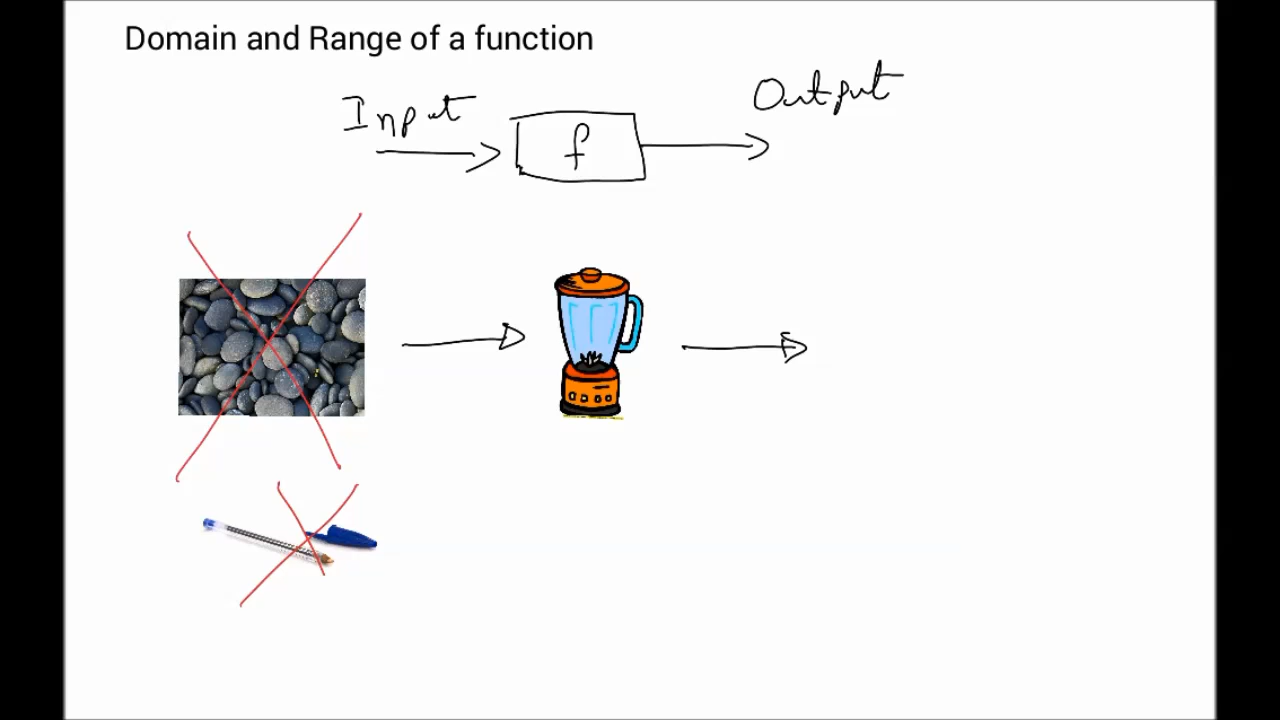 Domain and Range of a function
Input
f
Output